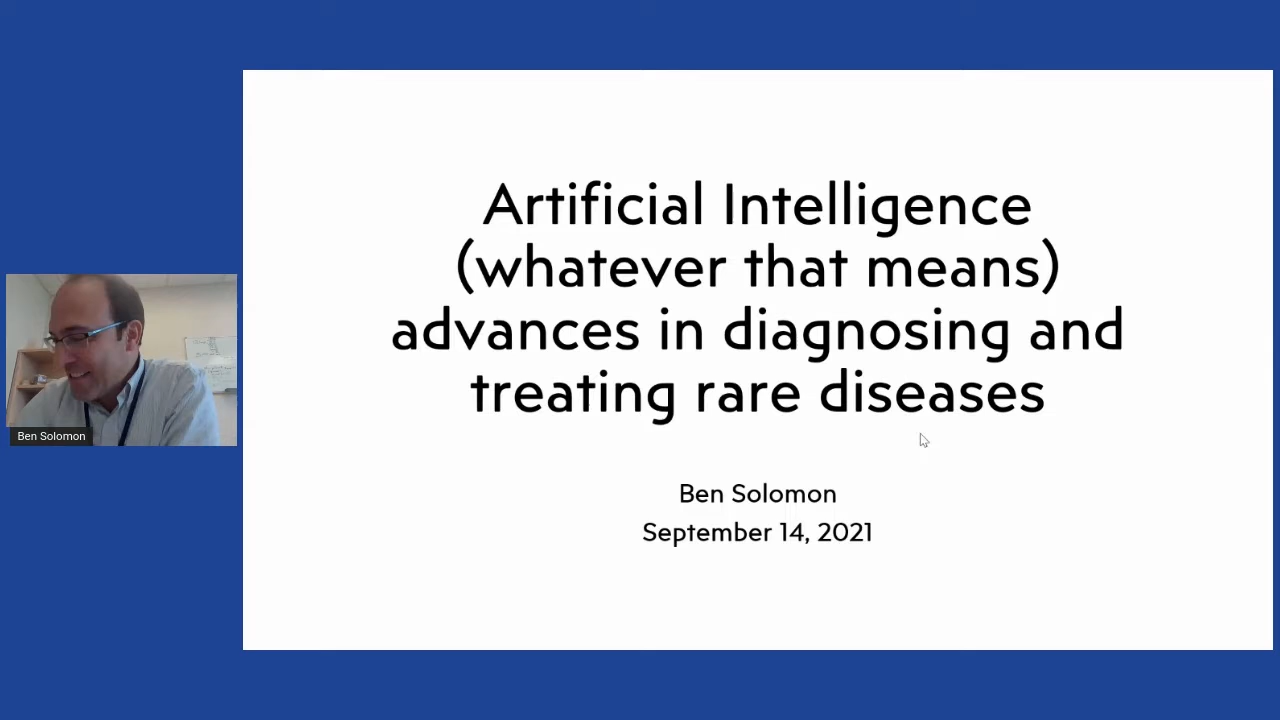 Artificial Intelligence
(whatever that means)
advances in diagnosing and
treating rare diseases
Ben Solomon
September 14, 2021
Ben Solomon